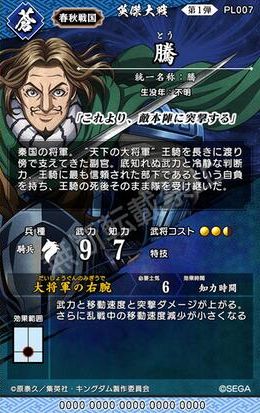 蒼
春秋戦国
英傑大戦
第1弾
PL007
とう
騰
統一名称：騰
生没年：不明
「これより、敵本陣に突撃する」
秦国の将軍。“天下の大将軍”王騎を長きに渡り
傍で支えてきた副官。底知れぬ武力と冷静な判断
力、王騎に最も信頼された部下であるという自負
を持ち、王騎の死後そのまま隊を受け継いだ。
兵種
騎兵
武力
9
知力
7
武将コスト
特技
だいしょうぐんのみぎうで
大将軍の右腕
必要士気
6
効果時間
知力時間
効果範囲
武力と移動速度と突撃ダメージが上がる。
さらに乱戦中の移動速度減少が小さくなる
©原泰久／集英社・キングダム製作委員会
©SEGA
0000-0000-0000-0000-0000